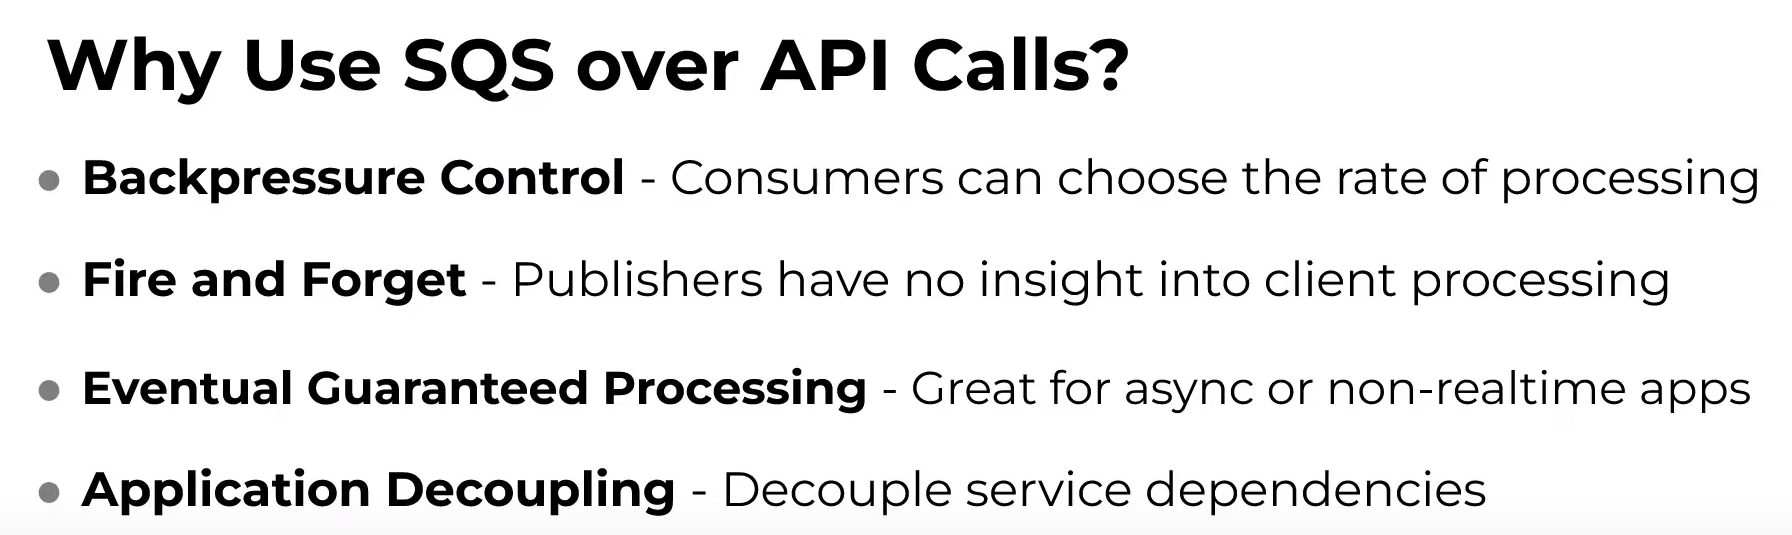 Why Use SQS over API Calls?
● Backpressure Control - Consumers can choose the rate of processing
● Fire and Forget - Publishers have no insight into client processing
● Eventual Guaranteed Processing - Great for async or non-realtime apps
● Application Decoupling - Decouple service dependencies